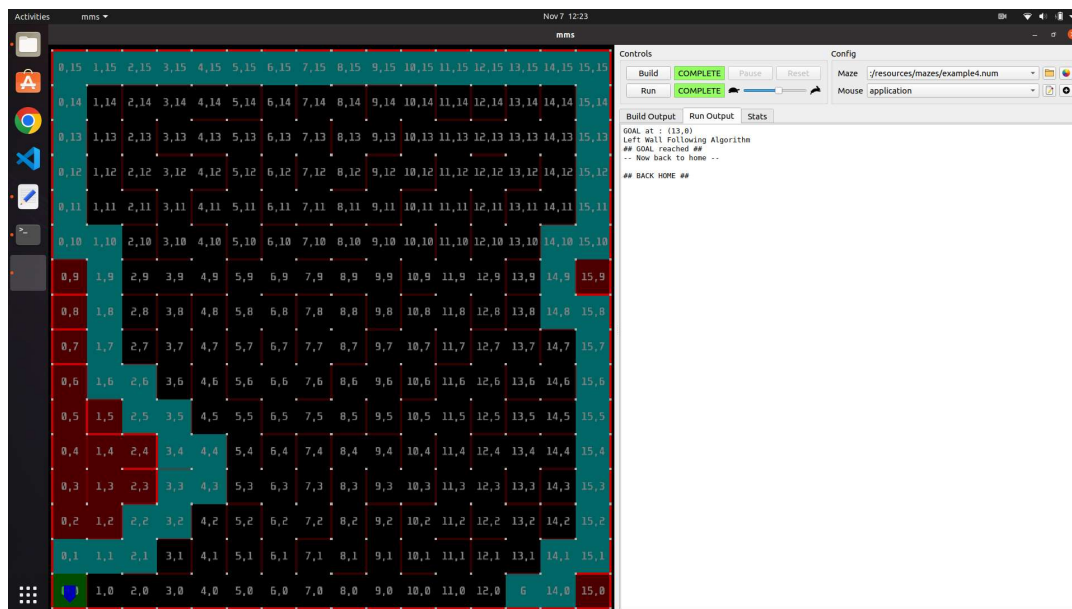 Activities mms Nov 7 12:23
mms
Controls Config
Build COMPLETE Pause Reset Maze :/resources/mazes/example4.num
Run COMPLETE Mouse application
Build Output Run Output Stats
GOAL at : (13,0)
Left Wall Following Algorithm
## GOAL reached ##
-- Now back to home --
## BACK HOME ##
0,15 1,15 2,15 3,15 4,15 5,15 6,15 7,15 8,15 9,15 10,15 11,15 12,15 13,15 14,15 15,15
0,14 1,14 2,14 3,14 4,14 5,14 6,14 7,14 8,14 9,14 10,14 11,14 12,14 13,14 14,14 15,14
0,13 1,13 2,13 3,13 4,13 5,13 6,13 7,13 8,13 9,13 10,13 11,13 12,13 13,13 14,13 15,13
0,12 1,12 2,12 3,12 4,12 5,12 6,12 7,12 8,12 9,12 10,12 11,12 12,12 13,12 14,12 15,12
0,11 1,11 2,11 3,11 4,11 5,11 6,11 7,11 8,11 9,11 10,11 11,11 12,11 13,11 14,11 15,11
0,10 1,10 2,10 3,10 4,10 5,10 6,10 7,10 8,10 9,10 10,10 11,10 12,10 13,10 14,10 15,10
0,9 1,9 2,9 3,9 4,9 5,9 6,9 7,9 8,9 9,9 10,9 11,9 12,9 13,9 14,9 15,9
0,8 1,8 2,8 3,8 4,8 5,8 6,8 7,8 8,8 9,8 10,8 11,8 12,8 13,8 14,8 15,8
0,7 1,7 2,7 3,7 4,7 5,7 6,7 7,7 8,7 9,7 10,7 11,7 12,7 13,7 14,7 15,7
0,6 1,6 2,6 3,6 4,6 5,6 6,6 7,6 8,6 9,6 10,6 11,6 12,6 13,6 14,6 15,6
0,5 1,5 2,5 3,5 4,5 5,5 6,5 7,5 8,5 9,5 10,5 11,5 12,5 13,5 14,5 15,5
0,4 1,4 2,4 3,4 4,4 5,4 6,4 7,4 8,4 9,4 10,4 11,4 12,4 13,4 14,4 15,4
0,3 1,3 2,3 3,3 4,3 5,3 6,3 7,3 8,3 9,3 10,3 11,3 12,3 13,3 14,3 15,3
0,2 1,2 2,2 3,2 4,2 5,2 6,2 7,2 8,2 9,2 10,2 11,2 12,2 13,2 14,2 15,2
0,1 1,1 2,1 3,1 4,1 5,1 6,1 7,1 8,1 9,1 10,1 11,1 12,1 13,1 14,1 15,1
1,0 2,0 3,0 4,0 5,0 6,0 7,0 8,0 9,0 10,0 11,0 12,0 G 14,0 15,0